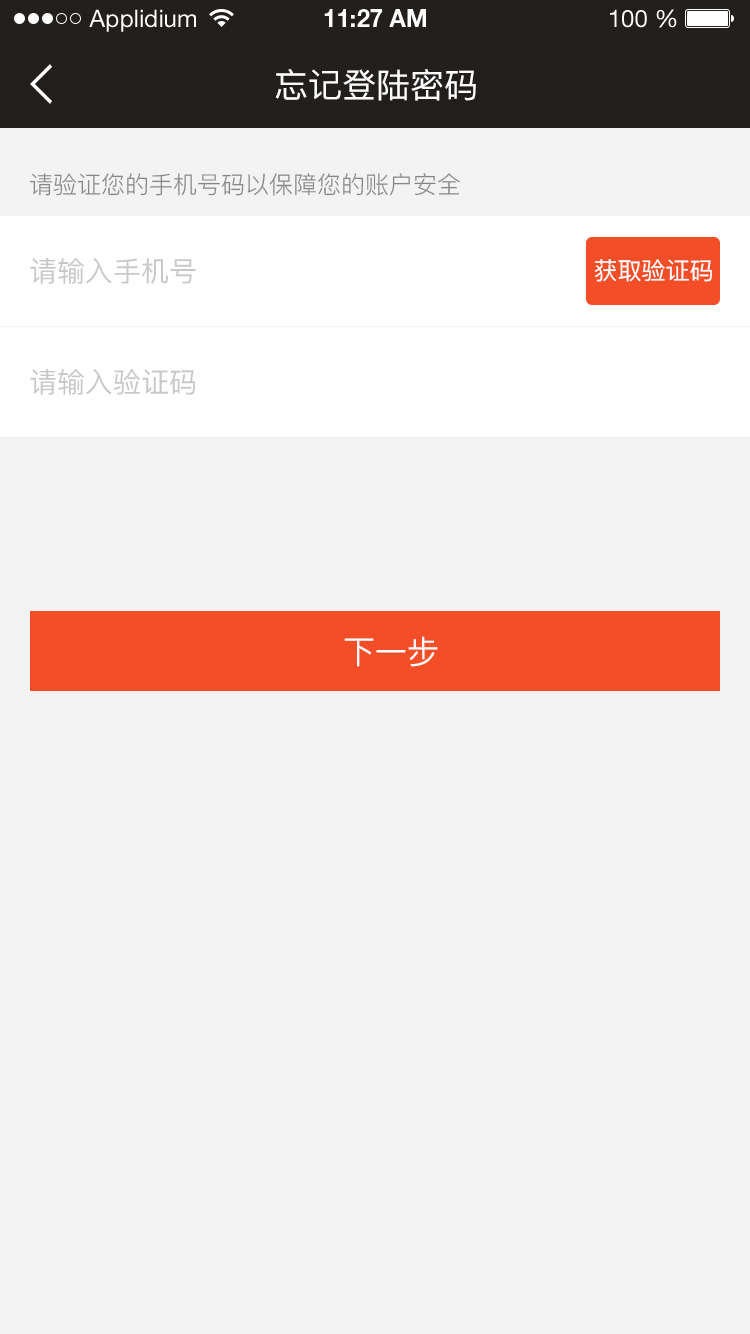 Applidium 11:27 AM 100 %
忘记登陆密码
请验证您的手机号码以保障您的账户安全
请输入手机号 获取验证码
请输入验证码
下一步